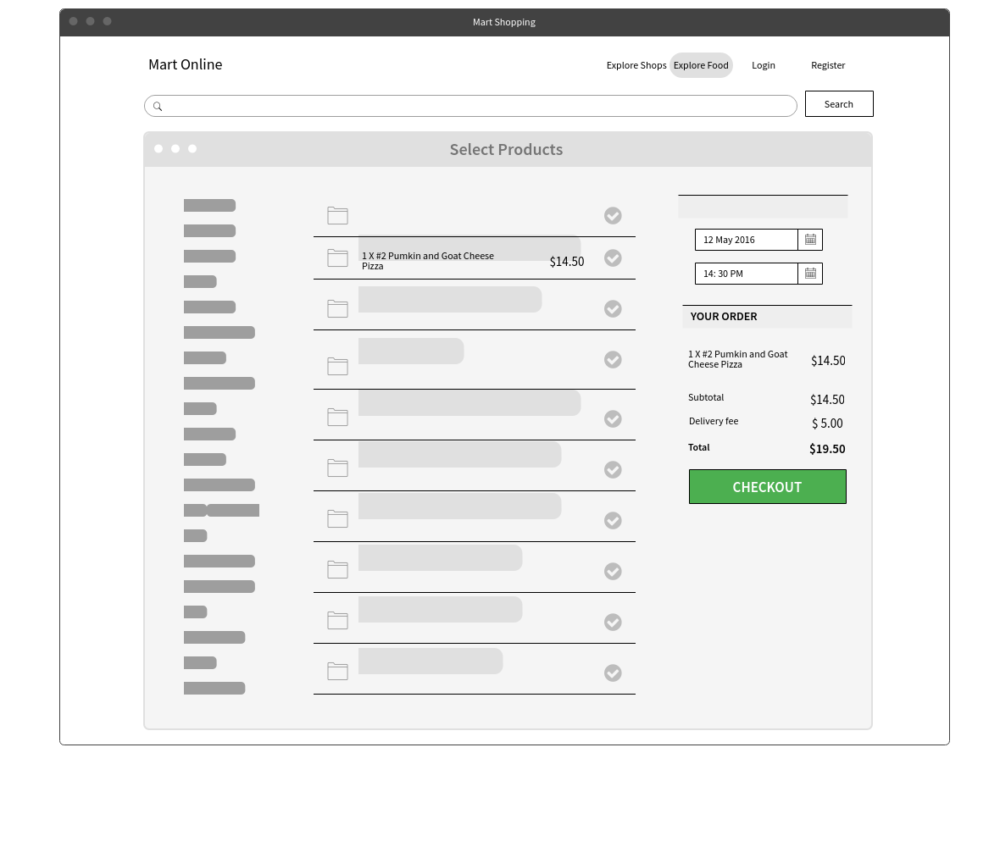 Mart Shopping
Mart Online
Explore Shops
Explore Food
Login
Register
Search
Select Products
1 X #2 Pumkin and Goat Cheese
Pizza
$14.50
12 May 2016
14: 30 PM
YOUR ORDER
1 X #2 Pumkin and Goat
Cheese Pizza
$14.50
Subtotal
$14.50
Delivery fee
$ 5.00
Total
$19.50
CHECKOUT